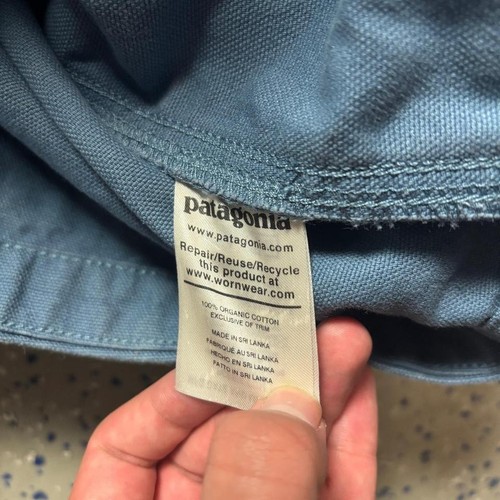 patagonia
www.patagonia.com
Repair/Reuse/Recycle
this product at
www.wornwear.com
100% ORGANIC COTTON
EXCLUSIVE OF TRIM
MADE IN SRI LANKA
FABRIQUÉ AU SRI LANKA
HECHO EN SRI LANKA
FATTO IN SRI LANKA